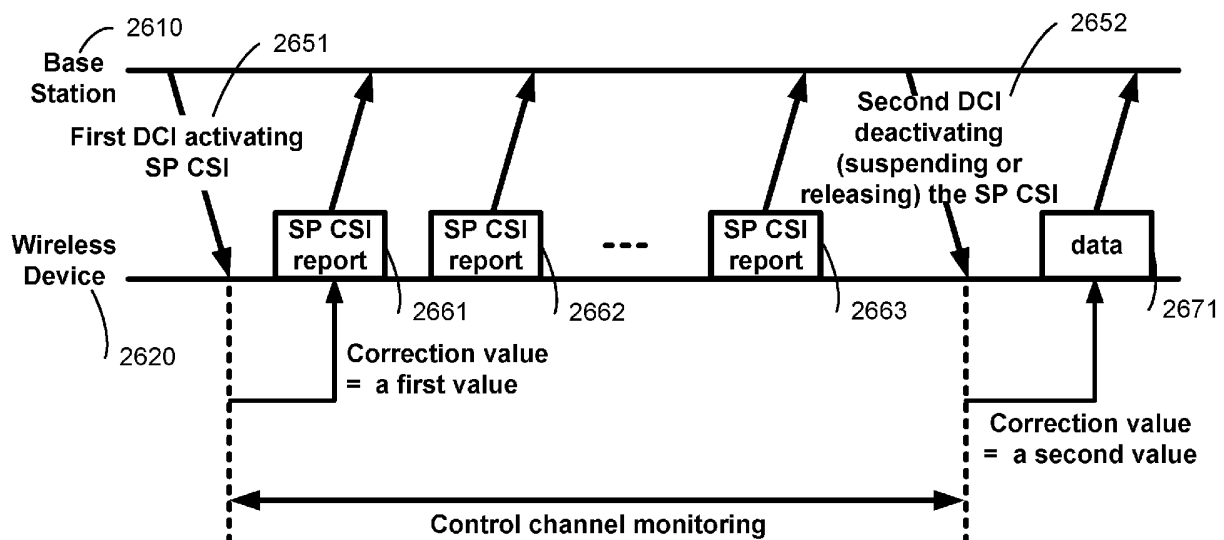 2610
2651
2652
Base
Station
First DCI activating
SP CSI
Second DCI
deactivating
(suspending or
releasing) the SP CSI
Wireless
Device
SP CSI
report
SP CSI
report
SP CSI
report
data
2620
2661
2662
2663
2671
Correction value
= a first value
Correction value
= a second value
Control channel monitoring